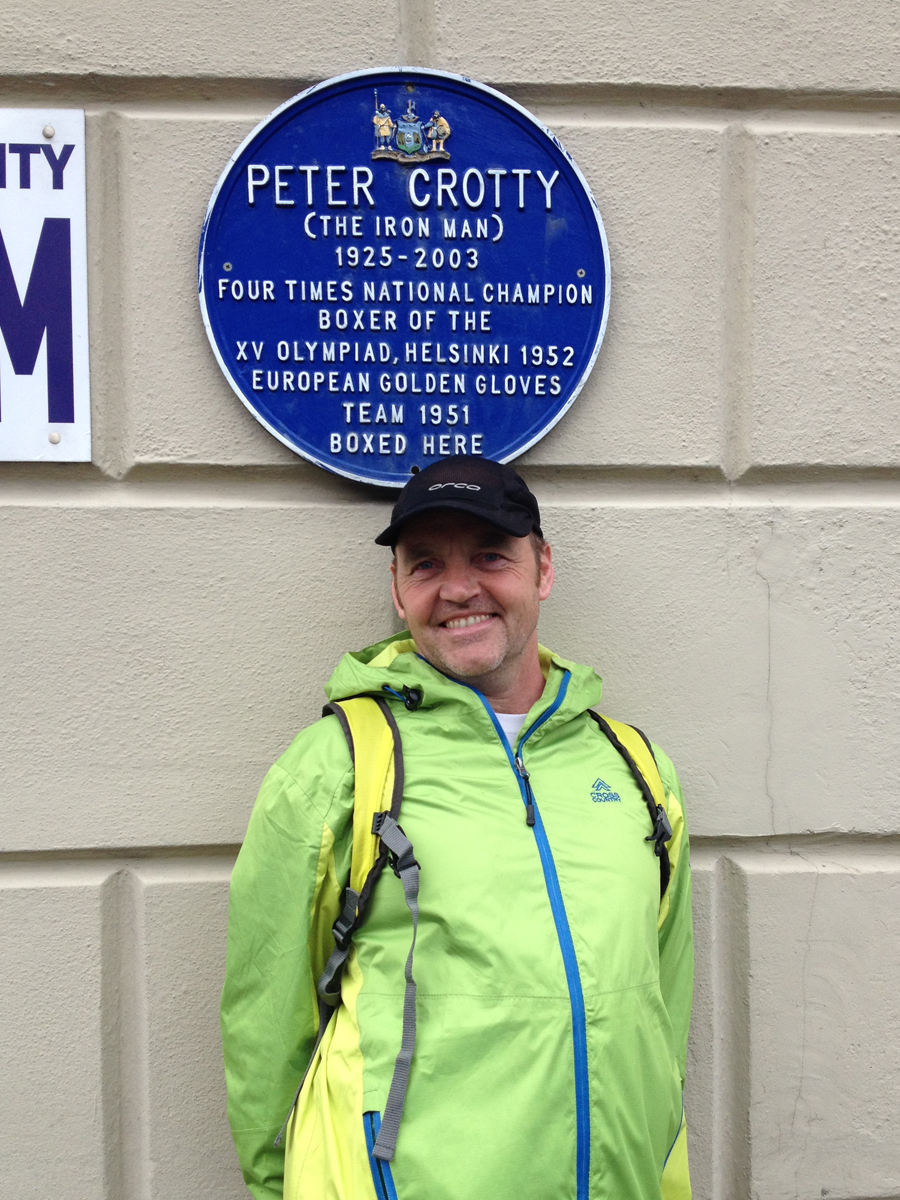 ITY
M
PETER CROTTY
(THE IRON MAN)
1925-2003
FOUR TIMES NATIONAL CHAMPION
BOXER OF THE
XV OLYMPIAD, HELSINKI 1952
EUROPEAN GOLDEN GLOVES
TEAM 1951
BOXED HERE
orca
CROSS
COUNTRY